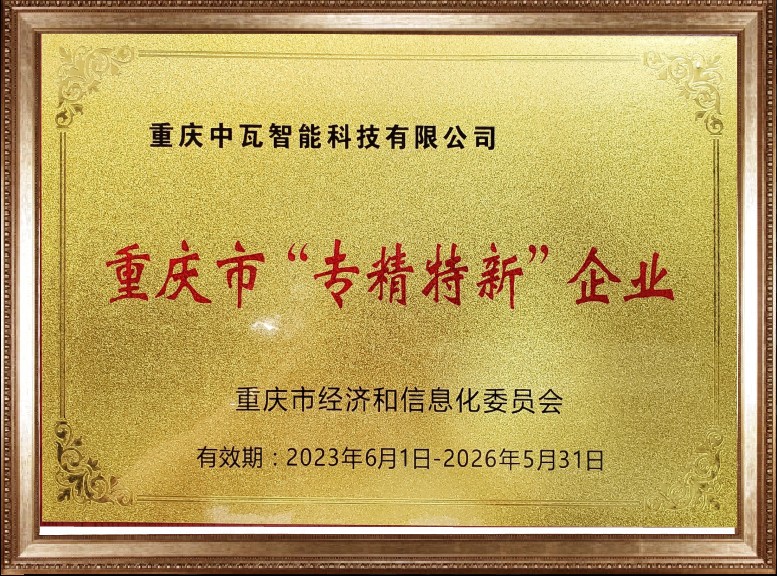 重庆中瓦智能科技有限公司
重庆市“专精特新”企业
重庆市经济和信息化委员会
有效期：2023年6月1日-2026年5月31日